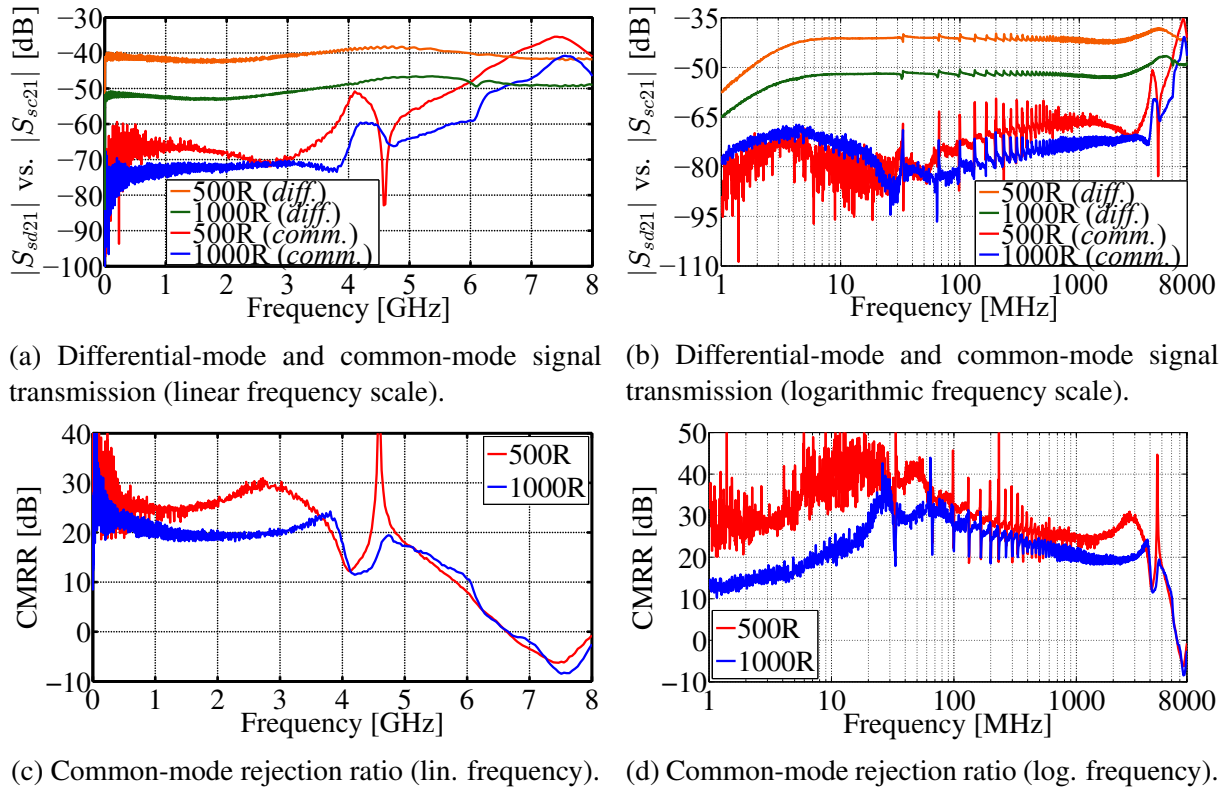 |S_sd21| vs. |S_sc21| [dB]
−30
−40
−50
−60
−70
−80
−90
−100
500R (diff.)
1000R (diff.)
500R (comm.)
1000R (comm.)
0 1 2 3 4 5 6 7 8
Frequency [GHz]
(a) Differential-mode and common-mode signal
transmission (linear frequency scale).
|S_sd21| vs. |S_sc21| [dB]
−35
−50
−65
−80
−95
−110
500R (diff.)
1000R (diff.)
500R (comm.)
1000R (comm.)
1 10 100 1000 8000
Frequency [MHz]
(b) Differential-mode and common-mode signal
transmission (logarithmic frequency scale).
CMRR [dB]
40
30
20
10
0
−10
500R
1000R
0 1 2 3 4 5 6 7 8
Frequency [GHz]
(c) Common-mode rejection ratio (lin. frequency).
CMRR [dB]
50
40
30
20
10
0
−10
500R
1000R
1 10 100 1000 8000
Frequency [MHz]
(d) Common-mode rejection ratio (log. frequency).